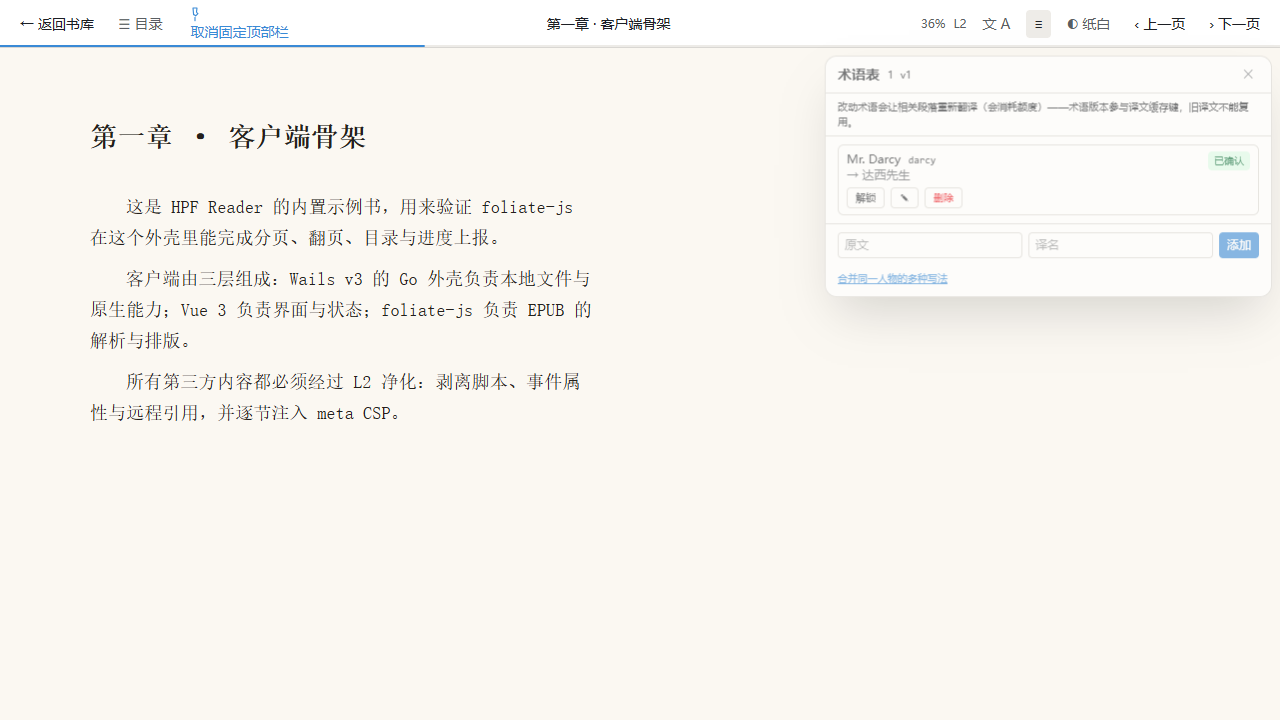 ← 返回书库
☰ 目录
取消固定顶部栏
第一章 · 客户端骨架
36% L2 文 A
≡
◐ 纸白
‹ 上一页
› 下一页
术语表 1 v1
×
改动术语会让相关段落重新翻译（会消耗额度）——术语版本参与译文缓存键，旧译文不能复
用。
Mr. Darcy darcy
已确认
→ 达西先生
解锁
删除
原文
译名
添加
合并同一人物的多种写法
第一章 · 客户端骨架
这是 HPF Reader 的内置示例书，用来验证 foliate-js
在这个外壳里能完成分页、翻页、目录与进度上报。
客户端由三层组成：Wails v3 的 Go 外壳负责本地文件与
原生能力；Vue 3 负责界面与状态；foliate-js 负责 EPUB 的
解析与排版。
所有第三方内容都必须经过 L2 净化：剥离脚本、事件属
性与远程引用，并逐节注入 meta CSP。